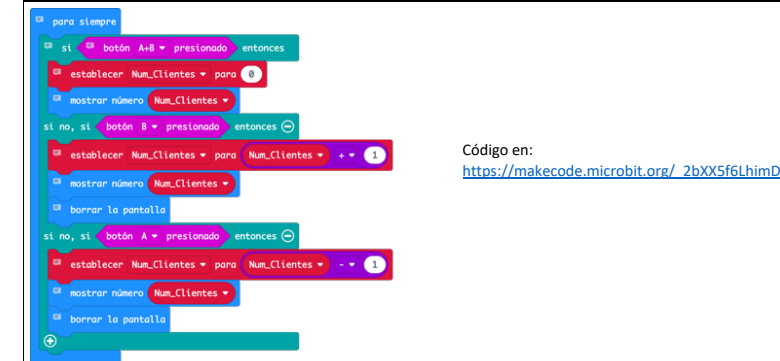 para siempre
si botón A+B presionado entonces
establecer Num_Clientes para 0
mostrar número Num_Clientes
si no, si botón B presionado entonces
establecer Num_Clientes para Num_Clientes + 1
mostrar número Num_Clientes
borrar la pantalla
si no, si botón A presionado entonces
establecer Num_Clientes para Num_Clientes - 1
mostrar número Num_Clientes
borrar la pantalla
Código en:
https://makecode.microbit.org/_2bXX5f6LhimD